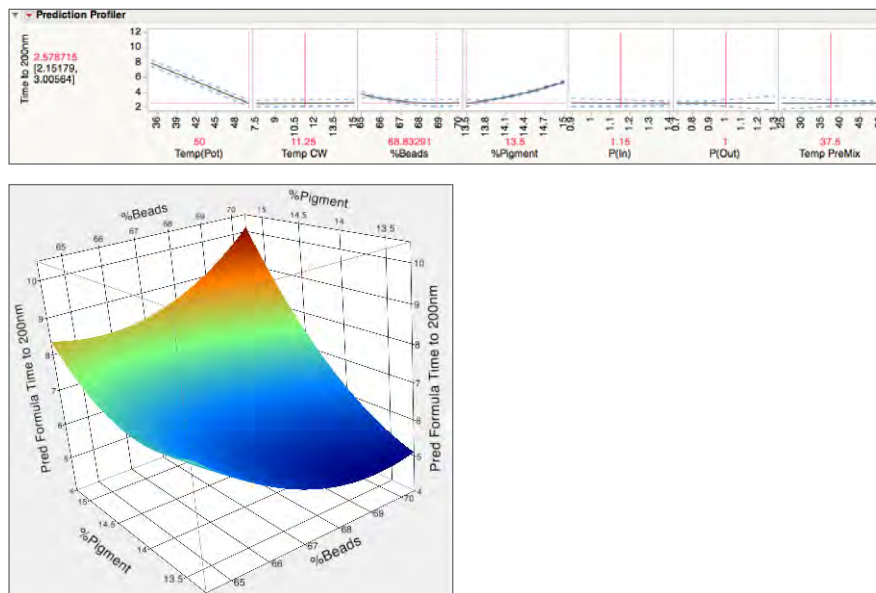 Prediction Profiler
Time to 200nm
2.578715
[2.15179,
3.00564]
12
10
8
6
4
2
36 39 42 45 48
50
Temp(Pot)
7.5 9 10.5 12 13.5 15
11.25
Temp CW
65 66 67 68 69 70
68.83291
%Beads
13.5 13.8 14.1 14.4 14.7 15
13.5
%Pigment
0.9 1 1.1 1.2 1.3 1.4
1.15
P(In)
0.7 0.8 0.9 1 1.1 1.2 1.3
1
P(Out)
25 30 35 40 45
37.5
Temp PreMix
%Beads
65 66 67 68 69 70
%Pigment
15 14.5 14 13.5
Pred Formula Time to 200nm
10
9
8
7
6
5
4
Pred Formula Time to 200nm
10
9
8
7
6
5
4
%Pigment
15 14.5 14 13.5
%Beads
65 66 67 68 69 70